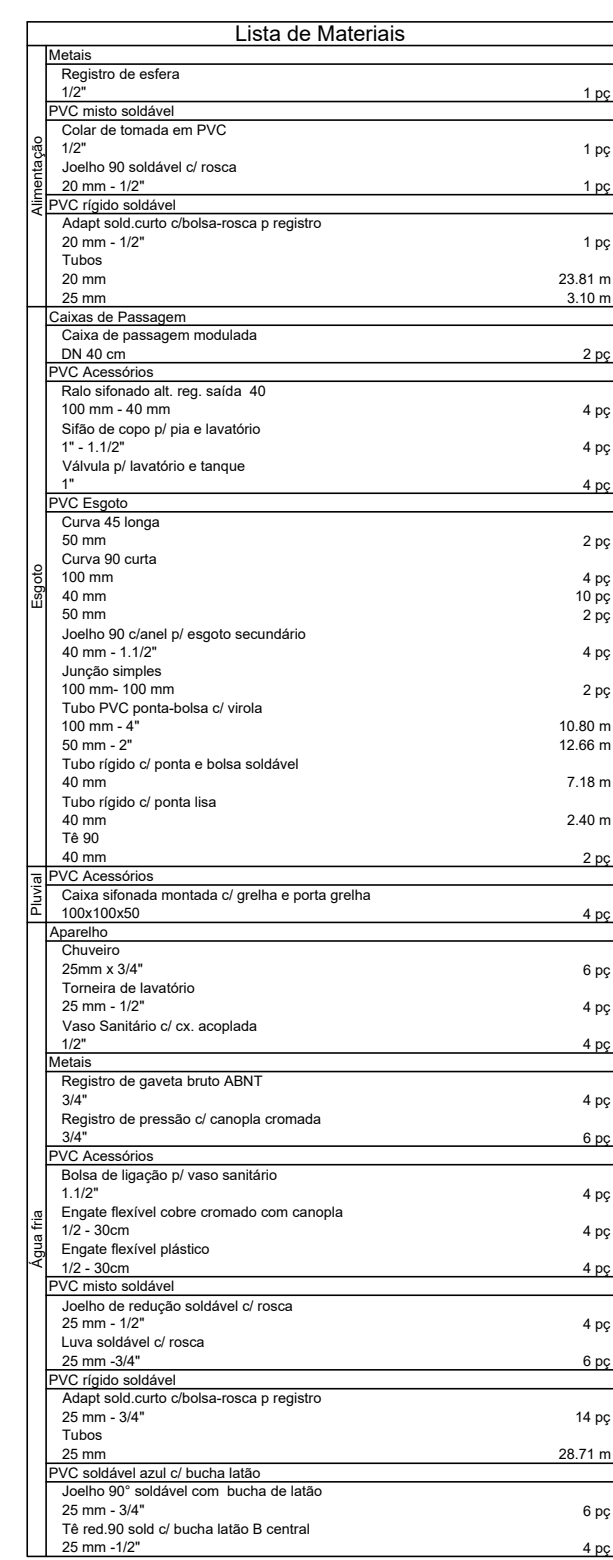 Lista de Materiais
Alimentação
Metais
Registro de esfera
1/2" 1 pç
PVC misto soldável
Colar de tomada em PVC
1/2" 1 pç
Joelho 90 soldável c/ rosca
20 mm - 1/2" 1 pç
PVC rígido soldável
Adapt sold.curto c/bolsa-rosca p registro
20 mm - 1/2" 1 pç
Tubos
20 mm 23.81 m
25 mm 3.10 m
Esgoto
Caixas de Passagem
Caixa de passagem modulada
DN 40 cm 2 pç
PVC Acessórios
Ralo sifonado alt. reg. saída 40
100 mm - 40 mm 4 pç
Sifão de copo p/ pia e lavatório
1" - 1.1/2" 4 pç
Válvula p/ lavatório e tanque
1" 4 pç
PVC Esgoto
Curva 45 longa
50 mm 2 pç
Curva 90 curta
100 mm 4 pç
40 mm 10 pç
50 mm 2 pç
Joelho 90 c/anel p/ esgoto secundário
40 mm - 1.1/2" 4 pç
Junção simples
100 mm- 100 mm 2 pç
Tubo PVC ponta-bolsa c/ virola
100 mm - 4" 10.80 m
50 mm - 2" 12.66 m
Tubo rígido c/ ponta e bolsa soldável
40 mm 7.18 m
Tubo rígido c/ ponta lisa
40 mm 2.40 m
Tê 90
40 mm 2 pç
Pluvial
PVC Acessórios
Caixa sifonada montada c/ grelha e porta grelha
100x100x50 4 pç
Água fria
Aparelho
Chuveiro
25mm x 3/4" 6 pç
Torneira de lavatório
25 mm - 1/2" 4 pç
Vaso Sanitário c/ cx. acoplada
1/2" 4 pç
Metais
Registro de gaveta bruto ABNT
3/4" 4 pç
Registro de pressão c/ canopla cromada
3/4" 6 pç
PVC Acessórios
Bolsa de ligação p/ vaso sanitário
1.1/2" 4 pç
Engate flexível cobre cromado com canopla
1/2 - 30cm 4 pç
Engate flexível plástico
1/2 - 30cm 4 pç
PVC misto soldável
Joelho de redução soldável c/ rosca
25 mm - 1/2" 4 pç
Luva soldável c/ rosca
25 mm -3/4" 6 pç
PVC rígido soldável
Adapt sold.curto c/bolsa-rosca p registro
25 mm - 3/4" 14 pç
Tubos
25 mm 28.71 m
PVC soldável azul c/ bucha latão
Joelho 90° soldável com bucha de latão
25 mm - 3/4" 6 pç
Tê red.90 sold c/ bucha latão B central
25 mm -1/2" 4 pç